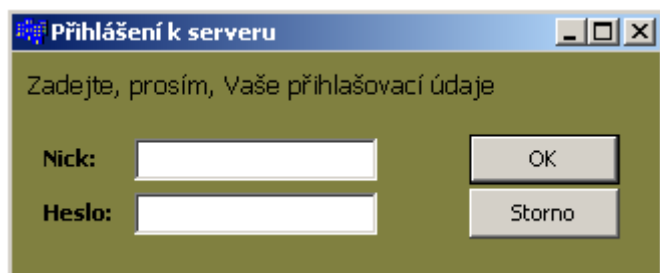 Přihlášení k serveru
Zadejte, prosím, Vaše přihlašovací údaje
Nick:
OK
Heslo:
Storno